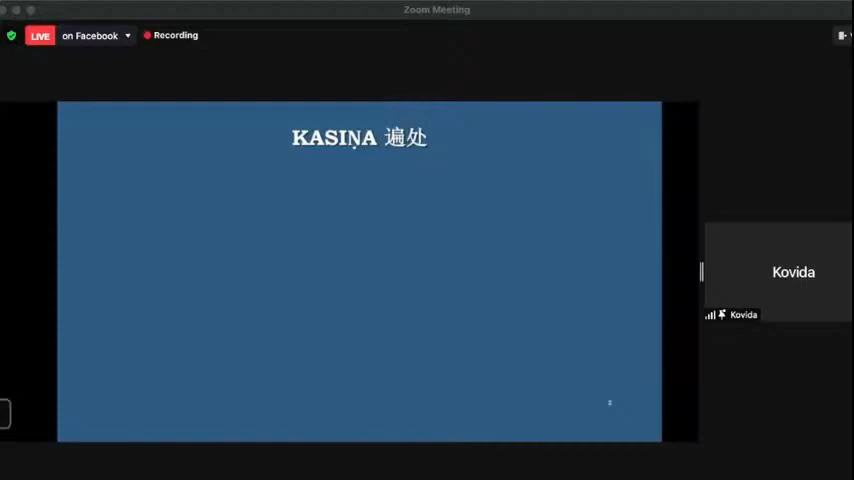 Zoom Meeting
LIVE on Facebook Recording
KASIṆA 遍处
Kovida
Kovida